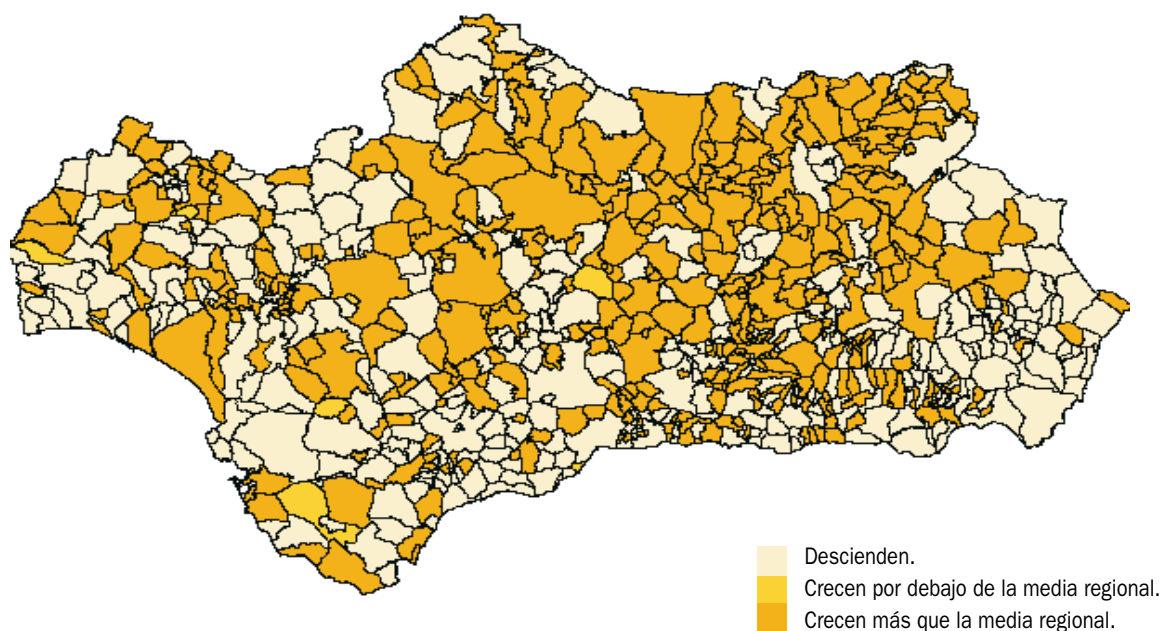 Descienden.
Crecen por debajo de la media regional.
Crecen más que la media regional.